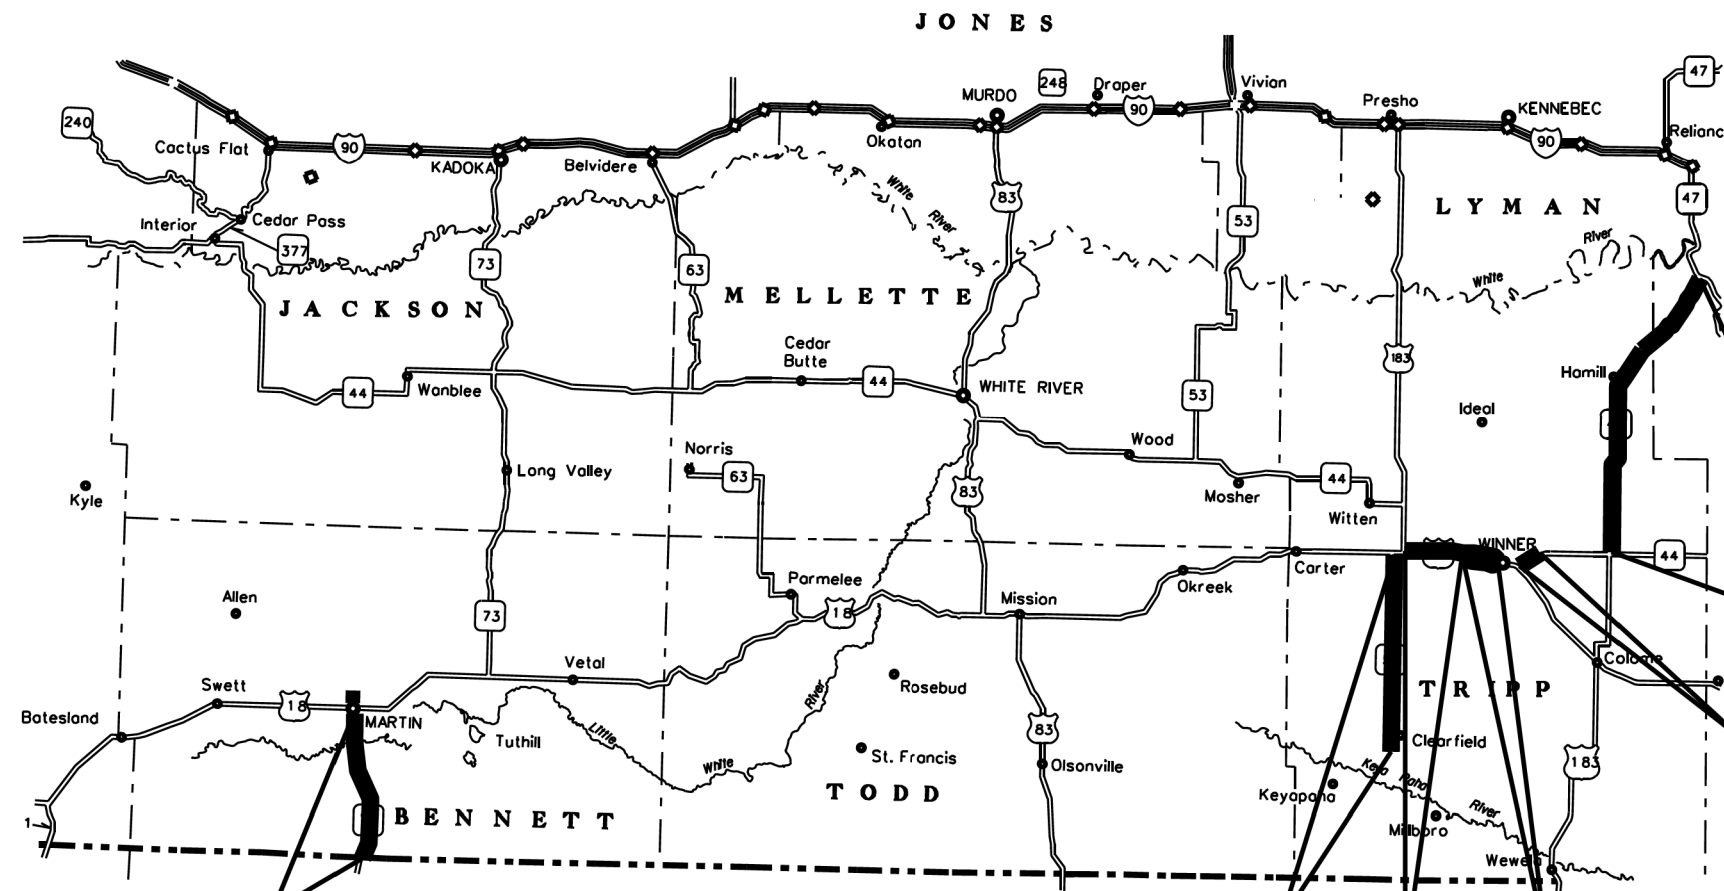 JONES
47
248
Draper
Vivian
MURDO
90
Presho
KENNEBEC
240
Cactus Flat
90
KADOKA
Belvidere
Okaton
90
Relianc
83
White
River
LYMAN
47
Interior
Cedar Pass
377
53
River
73
63
White
JACKSON
MELLETTE
Cedar
Butte
183
Hamill
44
Wanblee
44
WHITE RIVER
53
Ideal
Norris
Wood
Long Valley
63
83
Mosher
44
Witten
Kyle
WINNER
44
Carter
Parmelee
Okreek
Allen
18
Mission
73
Vetal
Colome
Swett
Rosebud
TRIPP
18
River
Batesland
MARTIN
Tuthill
Little
83
Clearfield
White
St. Francis
Olsonville
183
Keya Paha
River
Keyapaha
TODD
BENNETT
1
Millboro
Wewela